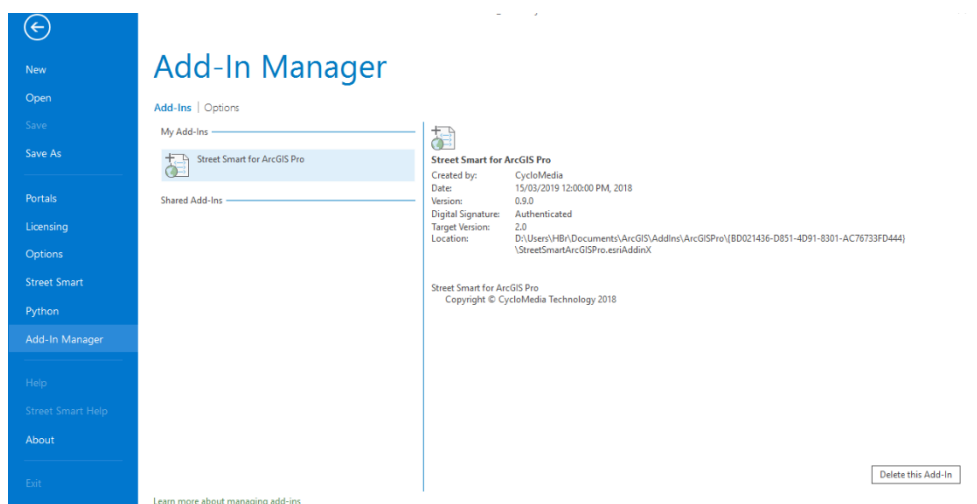 New
Open
Save
Save As
Portals
Licensing
Options
Street Smart
Python
Add-In Manager
Help
Street Smart Help
About
Exit
Add-In Manager
Add-Ins | Options
My Add-Ins
Street Smart for ArcGIS Pro
Shared Add-Ins
Learn more about managing add-ins
Street Smart for ArcGIS Pro
Created by: CycloMedia
Date: 15/03/2019 12:00:00 PM, 2018
Version: 0.9.0
Digital Signature: Authenticated
Target Version: 2.0
Location: D:\Users\HBr\Documents\ArcGIS\AddIns\ArcGISPro\{BD021436-D851-4D91-8301-AC76733FD444}
\StreetSmartArcGISPro.esriAddinX
Street Smart for ArcGIS Pro
Copyright © CycloMedia Technology 2018
Delete this Add-In